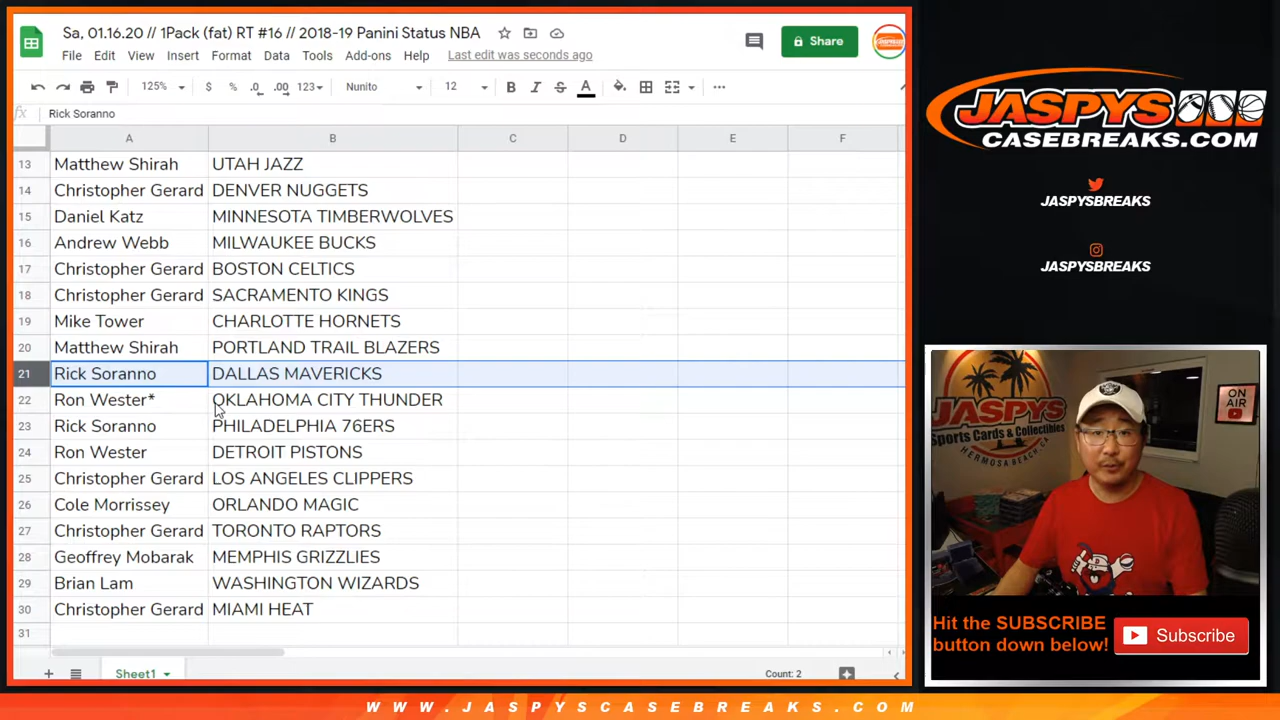 Sa, 01.16.20 // 1Pack (fat) RT #16 // 2018-19 Panini Status NBA
File Edit View Insert Format Data Tools Add-ons Help Last edit was seconds ago
Share
125% $ % .0 .00 123 Nunito 12 B I S A
fx Rick Soranno
A B C D E F
13 Matthew Shirah UTAH JAZZ
14 Christopher Gerard DENVER NUGGETS
15 Daniel Katz MINNESOTA TIMBERWOLVES
16 Andrew Webb MILWAUKEE BUCKS
17 Christopher Gerard BOSTON CELTICS
18 Christopher Gerard SACRAMENTO KINGS
19 Mike Tower CHARLOTTE HORNETS
20 Matthew Shirah PORTLAND TRAIL BLAZERS
21 Rick Soranno DALLAS MAVERICKS
22 Ron Wester* OKLAHOMA CITY THUNDER
23 Rick Soranno PHILADELPHIA 76ERS
24 Ron Wester DETROIT PISTONS
25 Christopher Gerard LOS ANGELES CLIPPERS
26 Cole Morrissey ORLANDO MAGIC
27 Christopher Gerard TORONTO RAPTORS
28 Geoffrey Mobarak MEMPHIS GRIZZLIES
29 Brian Lam WASHINGTON WIZARDS
30 Christopher Gerard MIAMI HEAT
31
Sheet1
Count: 2
JASPYS
CASEBREAKS.COM
JASPYSBREAKS
JASPYSBREAKS
JASPYS
Sports Cards & Collectibles
HERMOSA BEACH, CA
ON AIR
Hit the SUBSCRIBE
button down below!
Subscribe
WWW.JASPYSCASEBREAKS.COM